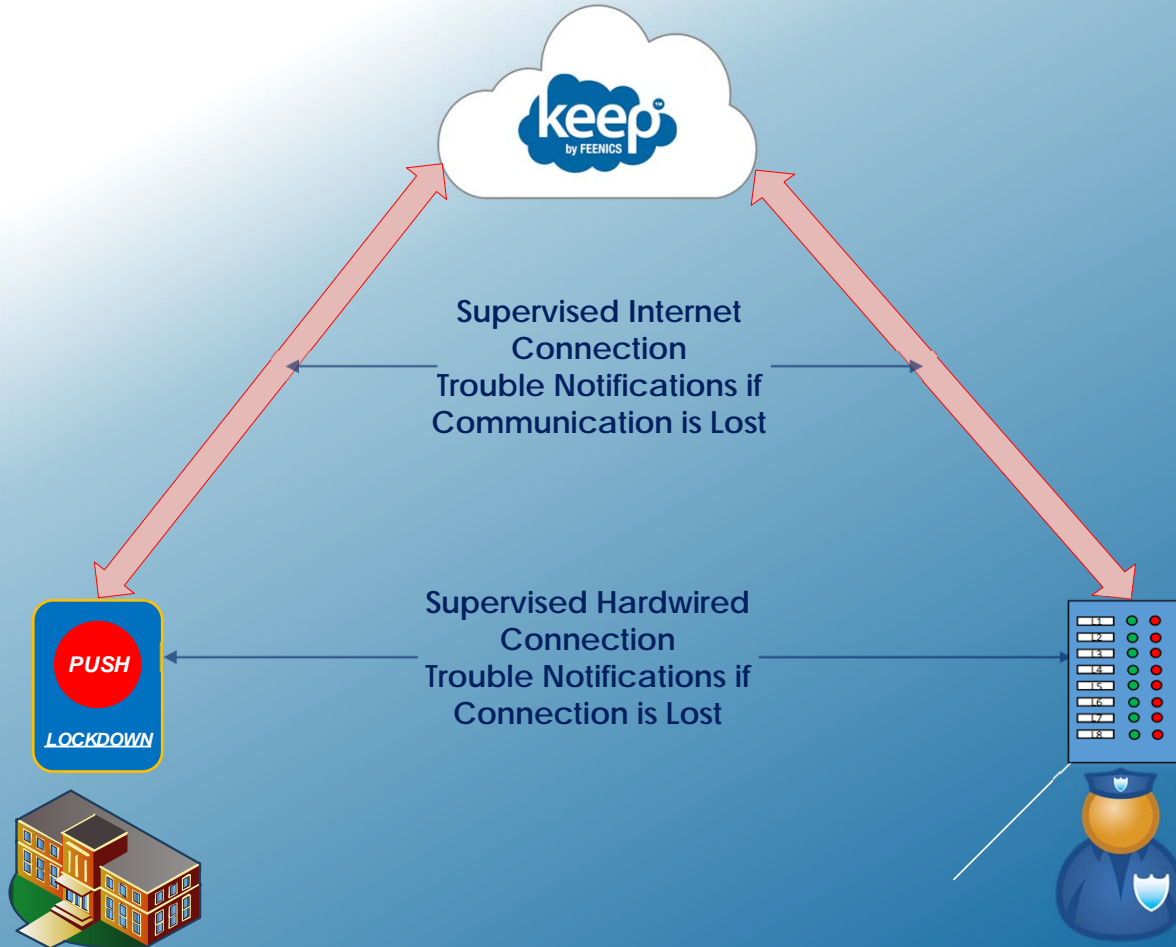 keep™
by FEENICS
Supervised Internet
Connection
Trouble Notifications if
Communication is Lost
Supervised Hardwired
Connection
Trouble Notifications if
Connection is Lost
PUSH
LOCKDOWN
L1
L2
L3
L4
L5
L6
L7
L8